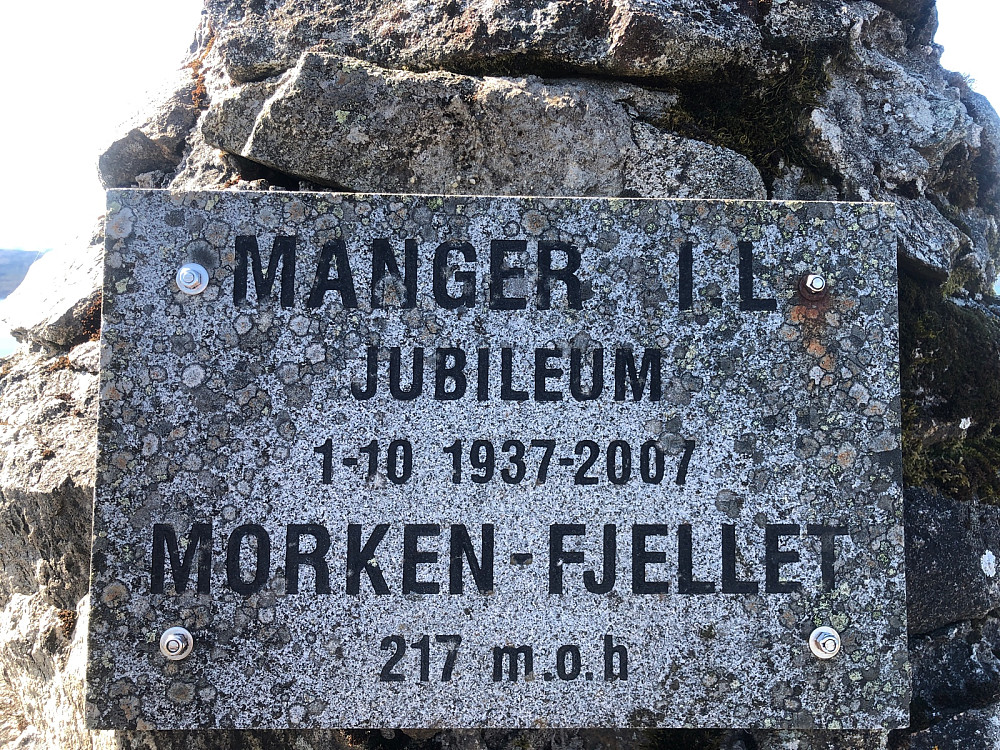 MANGER I.L
JUBILEUM
1-10 1937-2007
MORKEN-FJELLET
217 m.o.h